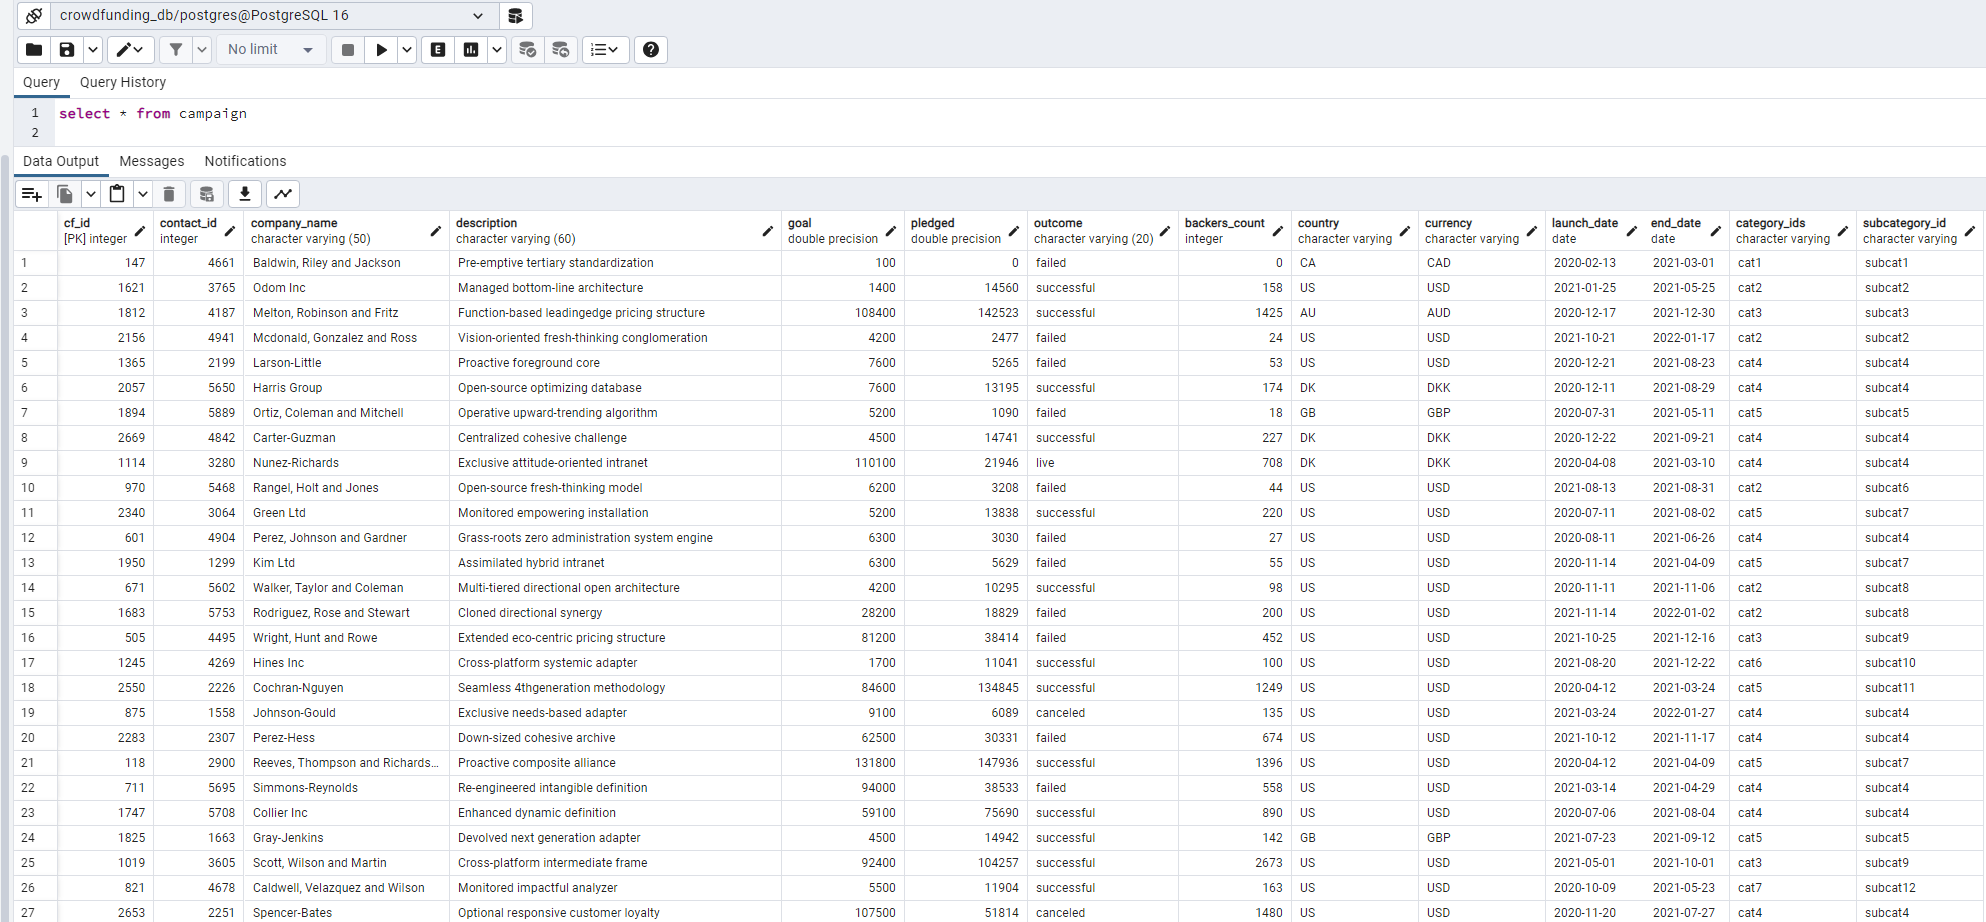 crowdfunding_db/postgres@PostgreSQL 16
No limit
E
Query Query History
1 select * from campaign
2
Data Output Messages Notifications
cf_id [PK] integer contact_id integer company_name character varying (50) description character varying (60) goal double precision pledged double precision outcome character varying (20) backers_count integer country character varying currency character varying launch_date date end_date date category_ids character varying subcategory_id character varying
1 147 4661 Baldwin, Riley and Jackson Pre-emptive tertiary standardization 100 0 failed 0 CA CAD 2020-02-13 2021-03-01 cat1 subcat1
2 1621 3765 Odom Inc Managed bottom-line architecture 1400 14560 successful 158 US USD 2021-01-25 2021-05-25 cat2 subcat2
3 1812 4187 Melton, Robinson and Fritz Function-based leadingedge pricing structure 108400 142523 successful 1425 AU AUD 2020-12-17 2021-12-30 cat3 subcat3
4 2156 4941 Mcdonald, Gonzalez and Ross Vision-oriented fresh-thinking conglomeration 4200 2477 failed 24 US USD 2021-10-21 2022-01-17 cat2 subcat2
5 1365 2199 Larson-Little Proactive foreground core 7600 5265 failed 53 US USD 2020-12-21 2021-08-23 cat4 subcat4
6 2057 5650 Harris Group Open-source optimizing database 7600 13195 successful 174 DK DKK 2020-12-11 2021-08-29 cat4 subcat4
7 1894 5889 Ortiz, Coleman and Mitchell Operative upward-trending algorithm 5200 1090 failed 18 GB GBP 2020-07-31 2021-05-11 cat5 subcat5
8 2669 4842 Carter-Guzman Centralized cohesive challenge 4500 14741 successful 227 DK DKK 2020-12-22 2021-09-21 cat4 subcat4
9 1114 3280 Nunez-Richards Exclusive attitude-oriented intranet 110100 21946 live 708 DK DKK 2020-04-08 2021-03-10 cat4 subcat4
10 970 5468 Rangel, Holt and Jones Open-source fresh-thinking model 6200 3208 failed 44 US USD 2021-08-13 2021-08-31 cat2 subcat6
11 2340 3064 Green Ltd Monitored empowering installation 5200 13838 successful 220 US USD 2020-07-11 2021-08-02 cat5 subcat7
12 601 4904 Perez, Johnson and Gardner Grass-roots zero administration system engine 6300 3030 failed 27 US USD 2020-08-11 2021-06-26 cat4 subcat4
13 1950 1299 Kim Ltd Assimilated hybrid intranet 6300 5629 failed 55 US USD 2020-11-14 2021-04-09 cat5 subcat7
14 671 5602 Walker, Taylor and Coleman Multi-tiered directional open architecture 4200 10295 successful 98 US USD 2020-11-11 2021-11-06 cat2 subcat8
15 1683 5753 Rodriguez, Rose and Stewart Cloned directional synergy 28200 18829 failed 200 US USD 2021-11-14 2022-01-02 cat2 subcat8
16 505 4495 Wright, Hunt and Rowe Extended eco-centric pricing structure 81200 38414 failed 452 US USD 2021-10-25 2021-12-16 cat3 subcat9
17 1245 4269 Hines Inc Cross-platform systemic adapter 1700 11041 successful 100 US USD 2021-08-20 2021-12-22 cat6 subcat10
18 2550 2226 Cochran-Nguyen Seamless 4thgeneration methodology 84600 134845 successful 1249 US USD 2020-04-12 2021-03-24 cat5 subcat11
19 875 1558 Johnson-Gould Exclusive needs-based adapter 9100 6089 canceled 135 US USD 2021-03-24 2022-01-27 cat4 subcat4
20 2283 2307 Perez-Hess Down-sized cohesive archive 62500 30331 failed 674 US USD 2021-10-12 2021-11-17 cat4 subcat4
21 118 2900 Reeves, Thompson and Richards... Proactive composite alliance 131800 147936 successful 1396 US USD 2020-04-12 2021-04-09 cat5 subcat7
22 711 5695 Simmons-Reynolds Re-engineered intangible definition 94000 38533 failed 558 US USD 2021-03-14 2021-04-29 cat4 subcat4
23 1747 5708 Collier Inc Enhanced dynamic definition 59100 75690 successful 890 US USD 2020-07-06 2021-08-04 cat4 subcat4
24 1825 1663 Gray-Jenkins Devolved next generation adapter 4500 14942 successful 142 GB GBP 2021-07-23 2021-09-12 cat5 subcat5
25 1019 3605 Scott, Wilson and Martin Cross-platform intermediate frame 92400 104257 successful 2673 US USD 2021-05-01 2021-10-01 cat3 subcat9
26 821 4678 Caldwell, Velazquez and Wilson Monitored impactful analyzer 5500 11904 successful 163 US USD 2020-10-09 2021-05-23 cat7 subcat12
27 2653 2251 Spencer-Bates Optional responsive customer loyalty 107500 51814 canceled 1480 US USD 2020-11-20 2021-07-27 cat4 subcat4